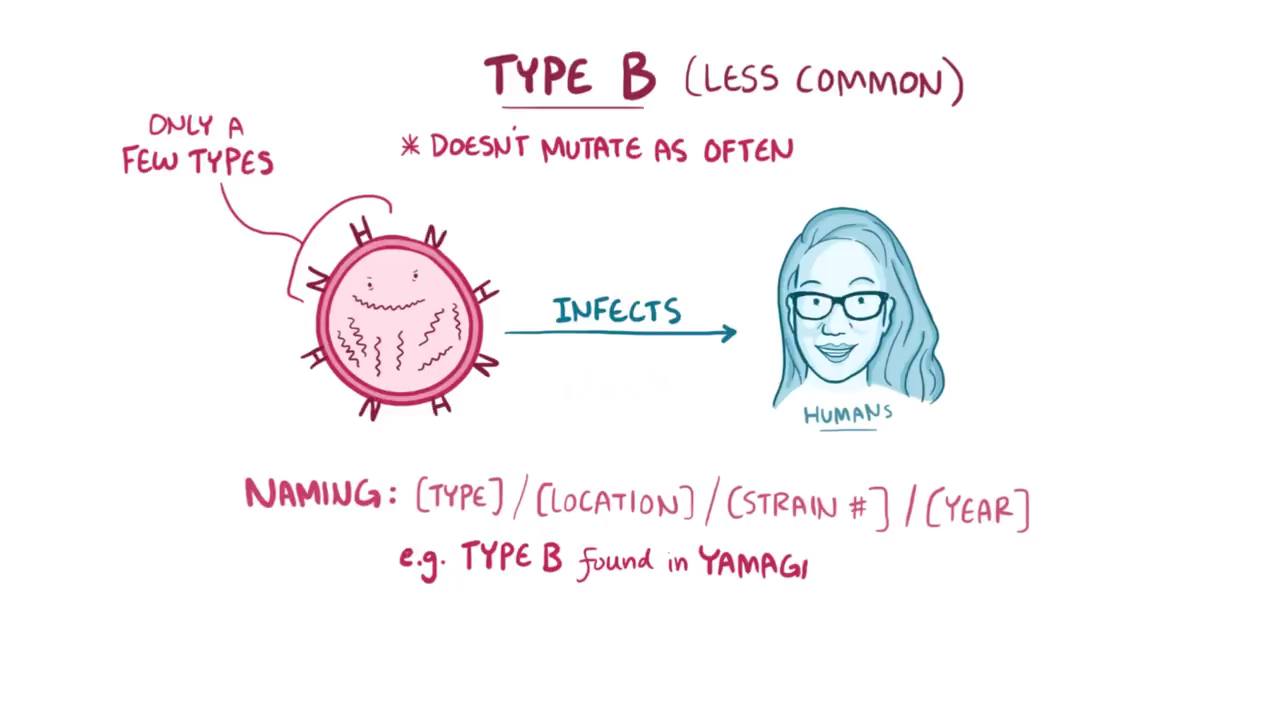 TYPE B (LESS COMMON)
ONLY A
FEW TYPES
* DOESN'T MUTATE AS OFTEN
H
N
N
H
H
N
N
H
INFECTS
HUMANS
NAMING: [TYPE] / [LOCATION] / [STRAIN #] / [YEAR]
e.g. TYPE B found in YAMAGI